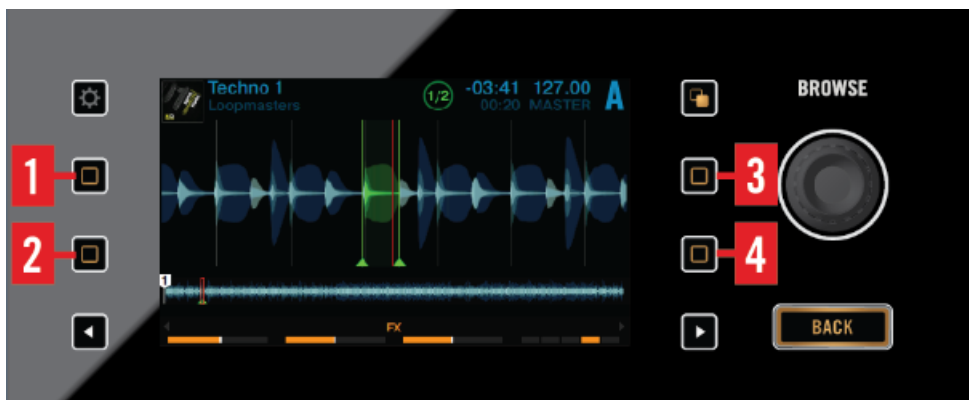 Techno 1
Loopmasters
1/2
-03:41 127.00
00:20 MASTER
A
BROWSE
1
3
2
4
1
FX
BACK